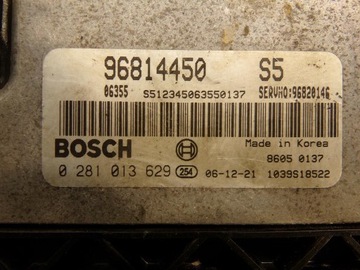 96814450 S5
06355 S512345063550137 SERVNO:96820146
BOSCH Made in Korea
8605 0137
0 281 013 629 254 06-12-21 1039S18522